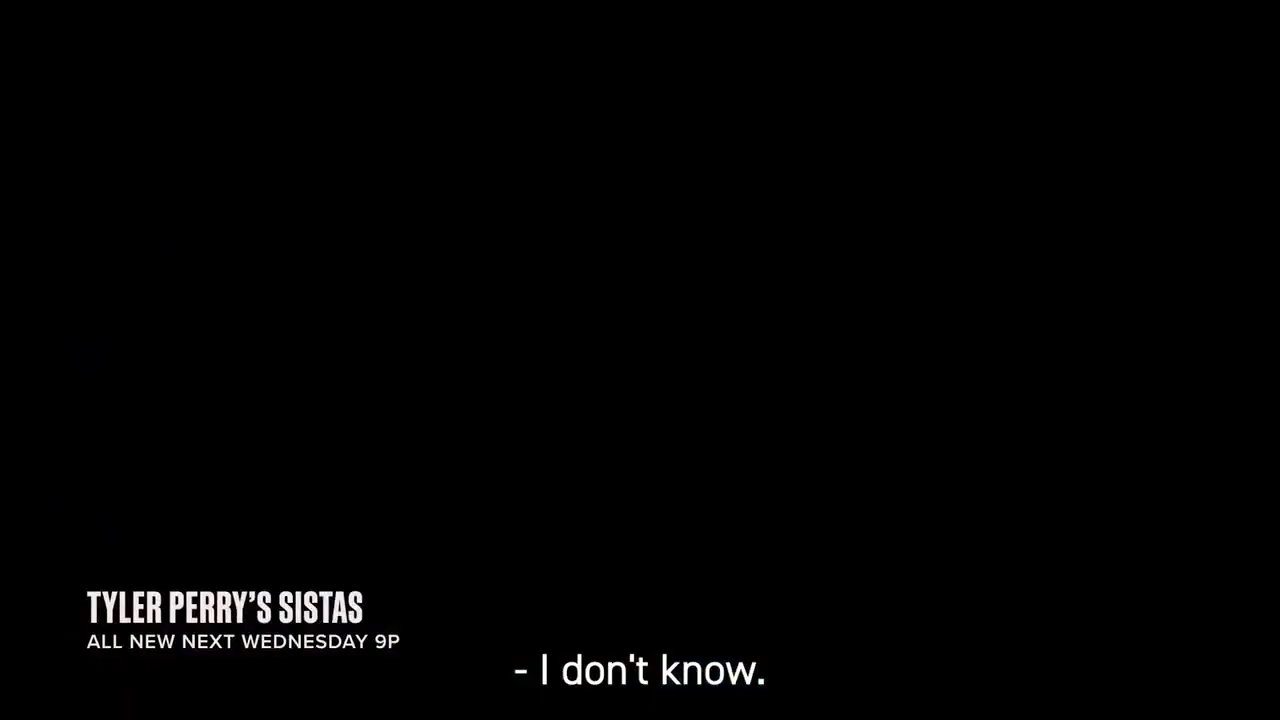 TYLER PERRY'S SISTAS
ALL NEW NEXT WEDNESDAY 9P
- I don't know.